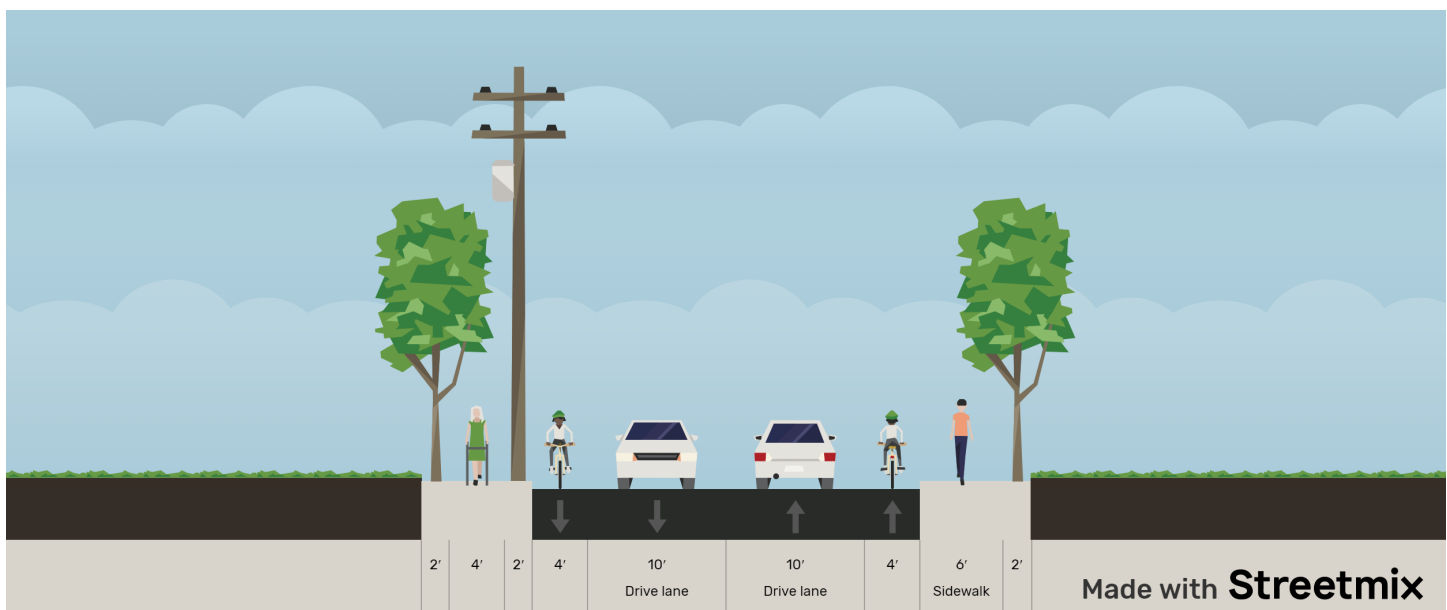 2′ 4′ 2′ 4′ 10′ 10′ 4′ 6′ 2′
Drive lane Drive lane Sidewalk
Made with Streetmix